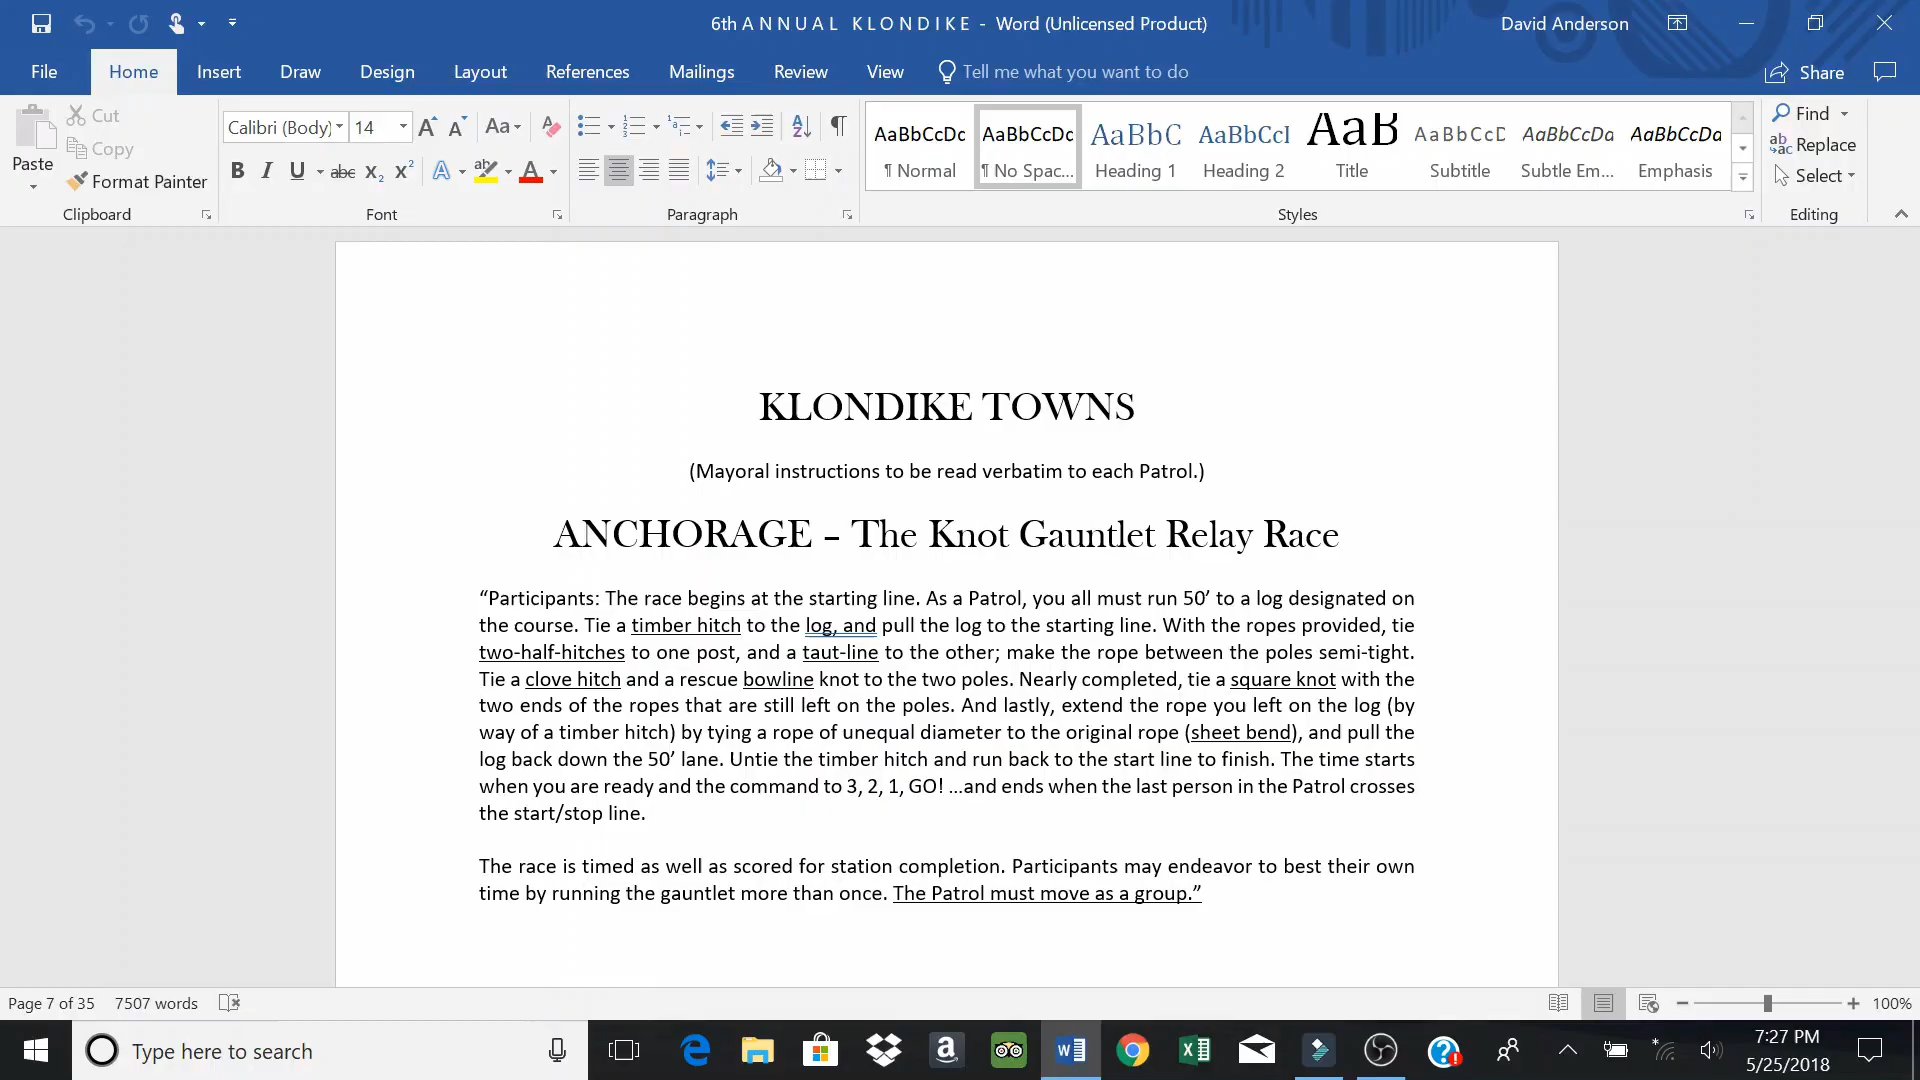 6th A N N U A L   K L O N D I K E  -  Word (Unlicensed Product)
David Anderson
File Home Insert Draw Design Layout References Mailings Review View Tell me what you want to do Share
Paste
Cut
Copy
Format Painter
Clipboard
Calibri (Body) 14
Font
Paragraph
AaBbCcDc AaBbCcDc AaBbC AaBbCcI AaB AaBbCcD AaBbCcDa AaBbCcDa
¶ Normal ¶ No Spac... Heading 1 Heading 2 Title Subtitle Subtle Em... Emphasis
Styles
Find
Replace
Select
Editing
KLONDIKE TOWNS
(Mayoral instructions to be read verbatim to each Patrol.)
ANCHORAGE – The Knot Gauntlet Relay Race
“Participants: The race begins at the starting line. As a Patrol, you all must run 50’ to a log designated on
the course. Tie a timber hitch to the log, and pull the log to the starting line. With the ropes provided, tie
two-half-hitches to one post, and a taut-line to the other; make the rope between the poles semi-tight.
Tie a clove hitch and a rescue bowline knot to the two poles. Nearly completed, tie a square knot with the
two ends of the ropes that are still left on the poles. And lastly, extend the rope you left on the log (by
way of a timber hitch) by tying a rope of unequal diameter to the original rope (sheet bend), and pull the
log back down the 50’ lane. Untie the timber hitch and run back to the start line to finish. The time starts
when you are ready and the command to 3, 2, 1, GO! …and ends when the last person in the Patrol crosses
the start/stop line.
The race is timed as well as scored for station completion. Participants may endeavor to best their own
time by running the gauntlet more than once. The Patrol must move as a group.”
Page 7 of 35 7507 words
100%
Type here to search
7:27 PM
5/25/2018